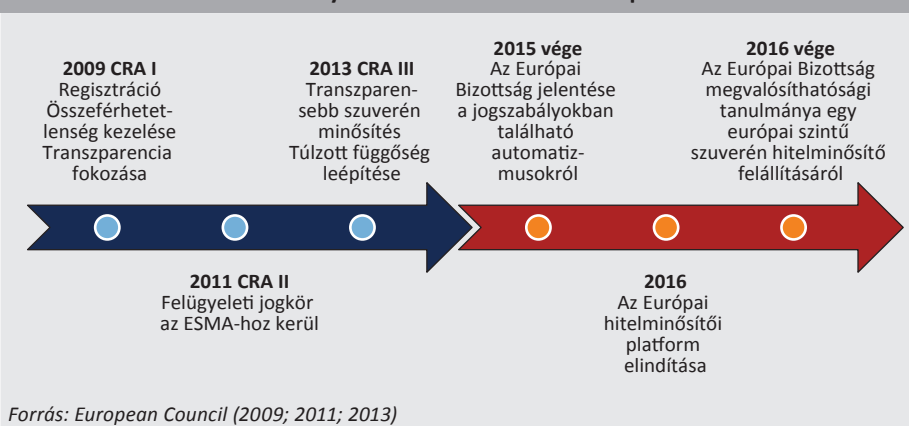 2009 CRA I
Regisztráció
Összeférhetet-
lenség kezelése
Transzparencia
fokozása
2013 CRA III
Transzparen-
sebb szuverén
minősítés
Túlzott függőség
leépítése
2015 vége
Az Európai
Bizottság jelentése
a jogszabályokban
található
automatiz-
musokról
2016 vége
Az Európai Bizottság
megvalósíthatósági
tanulmánya egy
európai szintű
szuverén hitelminősítő
felállításáról
2011 CRA II
Felügyeleti jogkör
az ESMA-hoz kerül
2016
Az Európai
hitelminősítői
platform
elindítása
Forrás: European Council (2009; 2011; 2013)